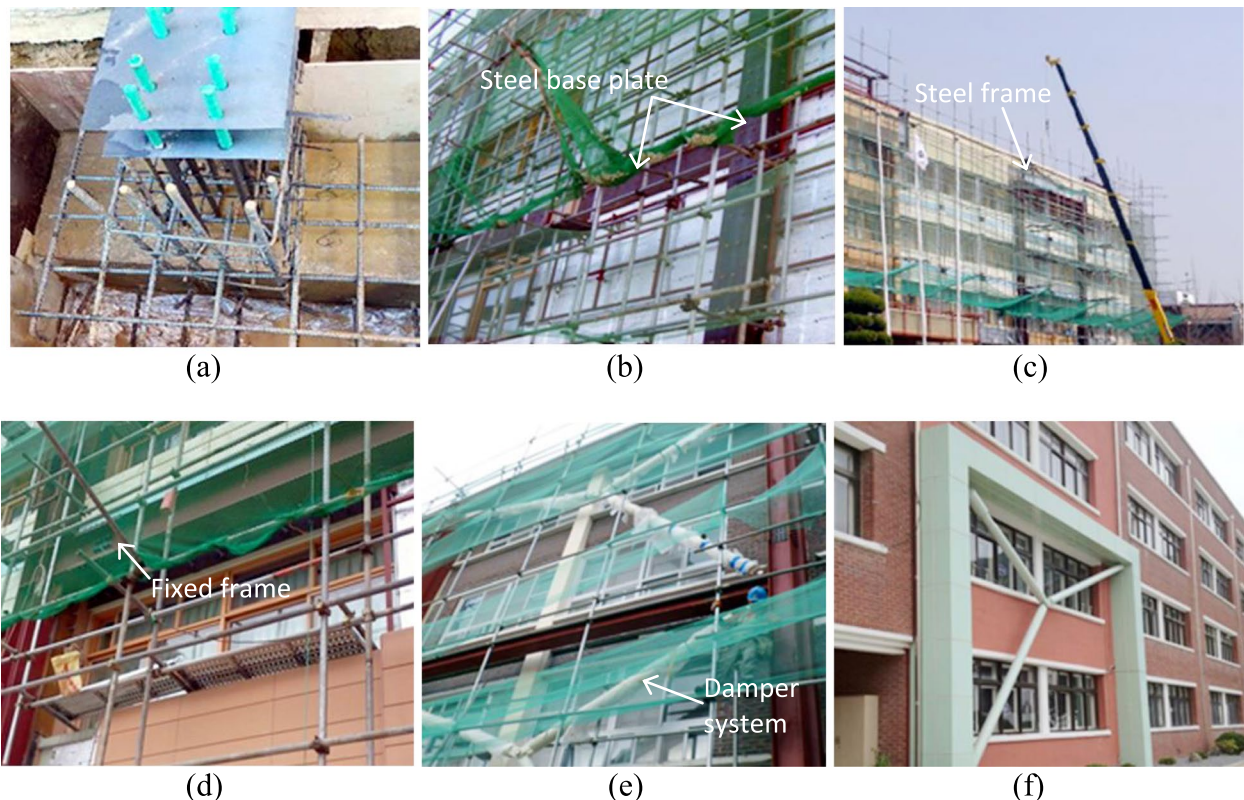 Steel base plate
Steel frame
(a)
(b)
(c)
Fixed frame
Damper
system
(d)
(e)
(f)